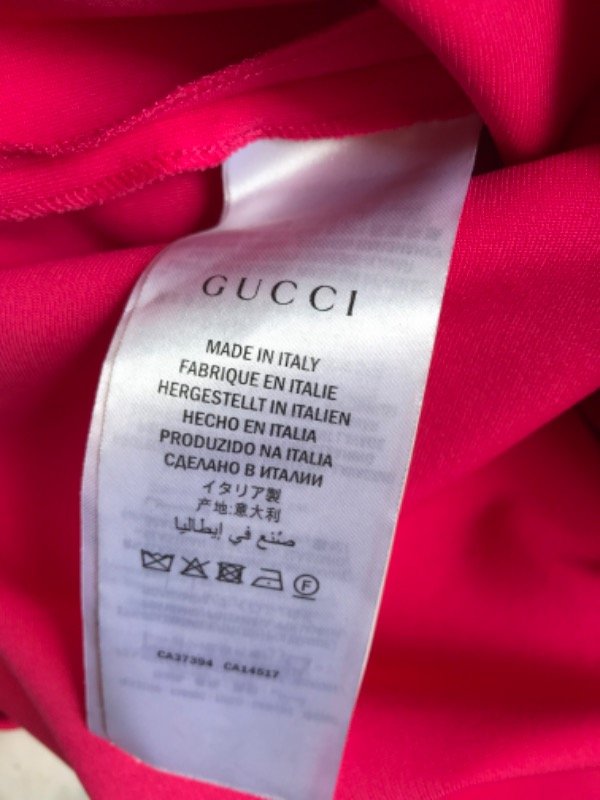 GUCCI
MADE IN ITALY
FABRIQUE EN ITALIE
HERGESTELLT IN ITALIEN
HECHO EN ITALIA
PRODUZIDO NA ITALIA
СДЕЛАНО В ИТАЛИИ
イタリア製
产地:意大利
صنع في إيطاليا
F
CA37394 CA14517